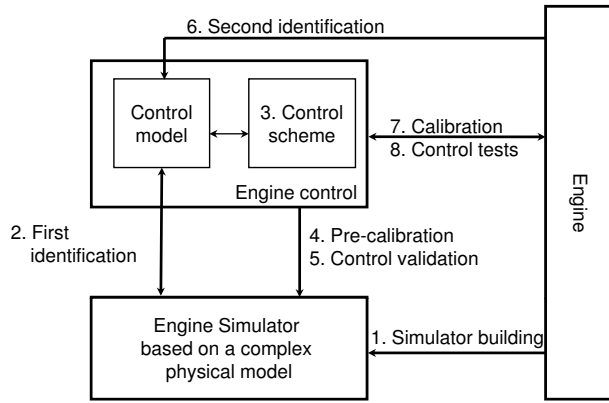 6. Second identification
Control
model
3. Control
scheme
Engine control
7. Calibration
8. Control tests
Engine
2. First
identification
4. Pre-calibration
5. Control validation
1. Simulator building
Engine Simulator
based on a complex
physical model